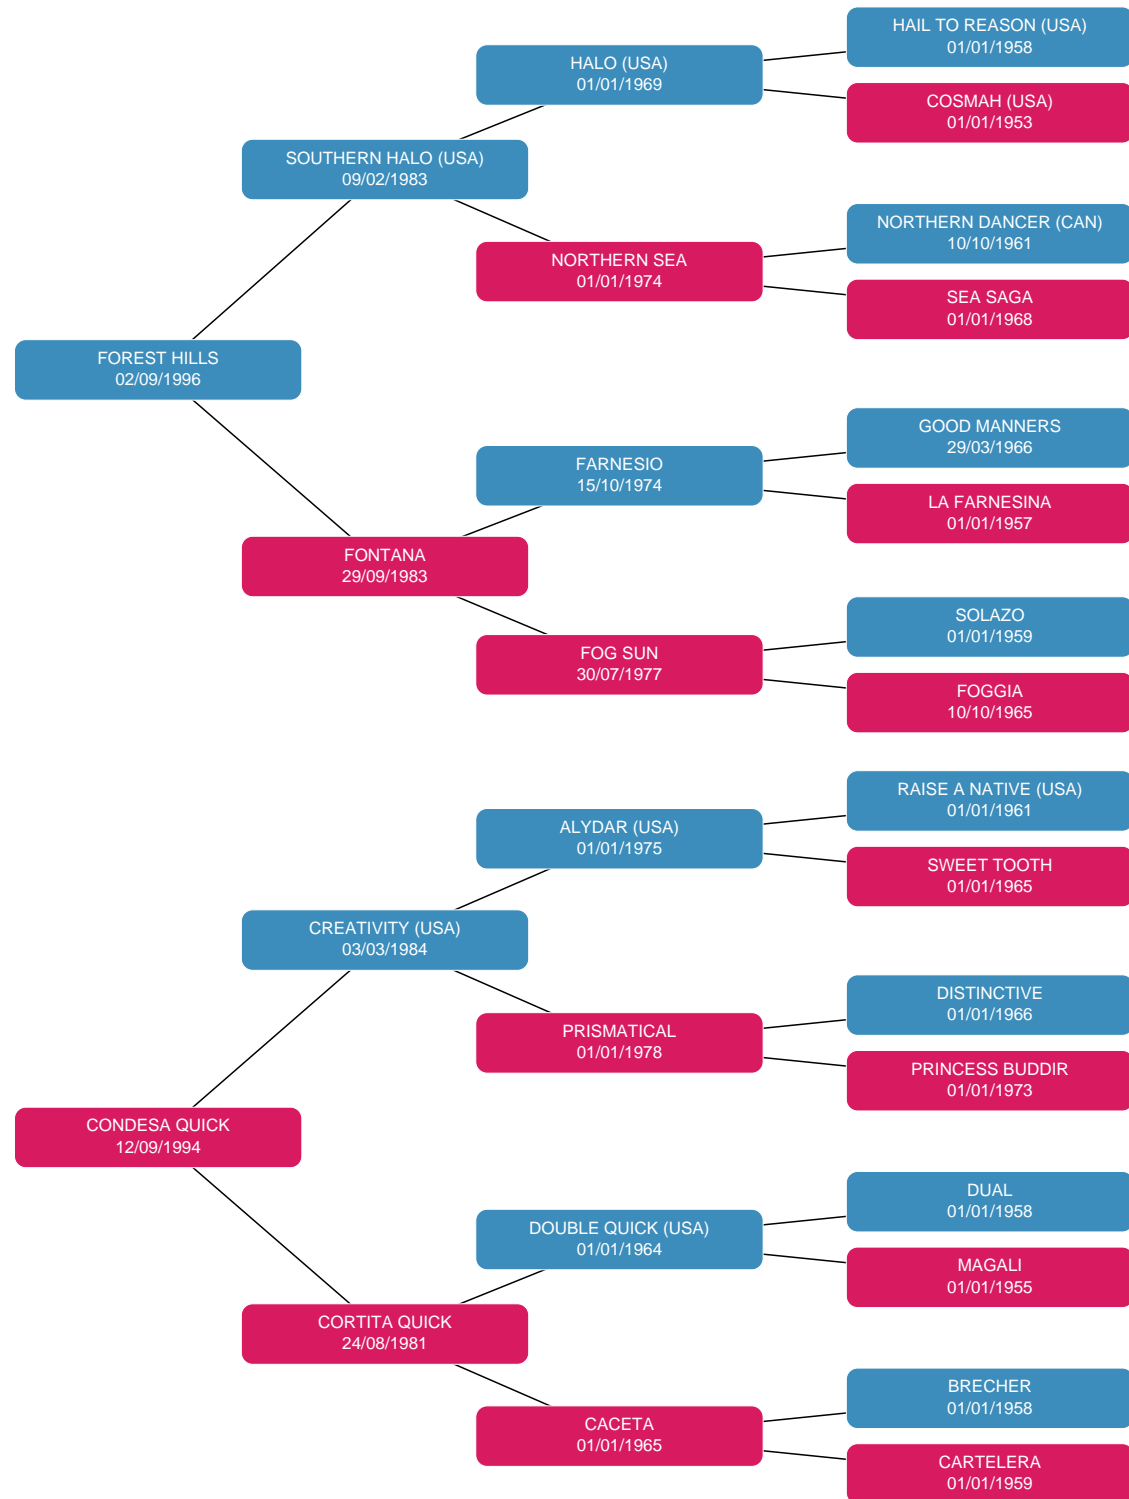 HAIL TO REASON (USA)
01/01/1958
HALO (USA)
01/01/1969
COSMAH (USA)
01/01/1953
SOUTHERN HALO (USA)
09/02/1983
NORTHERN DANCER (CAN)
10/10/1961
NORTHERN SEA
01/01/1974
SEA SAGA
01/01/1968
FOREST HILLS
02/09/1996
GOOD MANNERS
29/03/1966
FARNESIO
15/10/1974
LA FARNESINA
01/01/1957
FONTANA
29/09/1983
SOLAZO
01/01/1959
FOG SUN
30/07/1977
FOGGIA
10/10/1965
RAISE A NATIVE (USA)
01/01/1961
ALYDAR (USA)
01/01/1975
SWEET TOOTH
01/01/1965
CREATIVITY (USA)
03/03/1984
DISTINCTIVE
01/01/1966
PRISMATICAL
01/01/1978
PRINCESS BUDDIR
01/01/1973
CONDESA QUICK
12/09/1994
DUAL
01/01/1958
DOUBLE QUICK (USA)
01/01/1964
MAGALI
01/01/1955
CORTITA QUICK
24/08/1981
BRECHER
01/01/1958
CACETA
01/01/1965
CARTELERA
01/01/1959